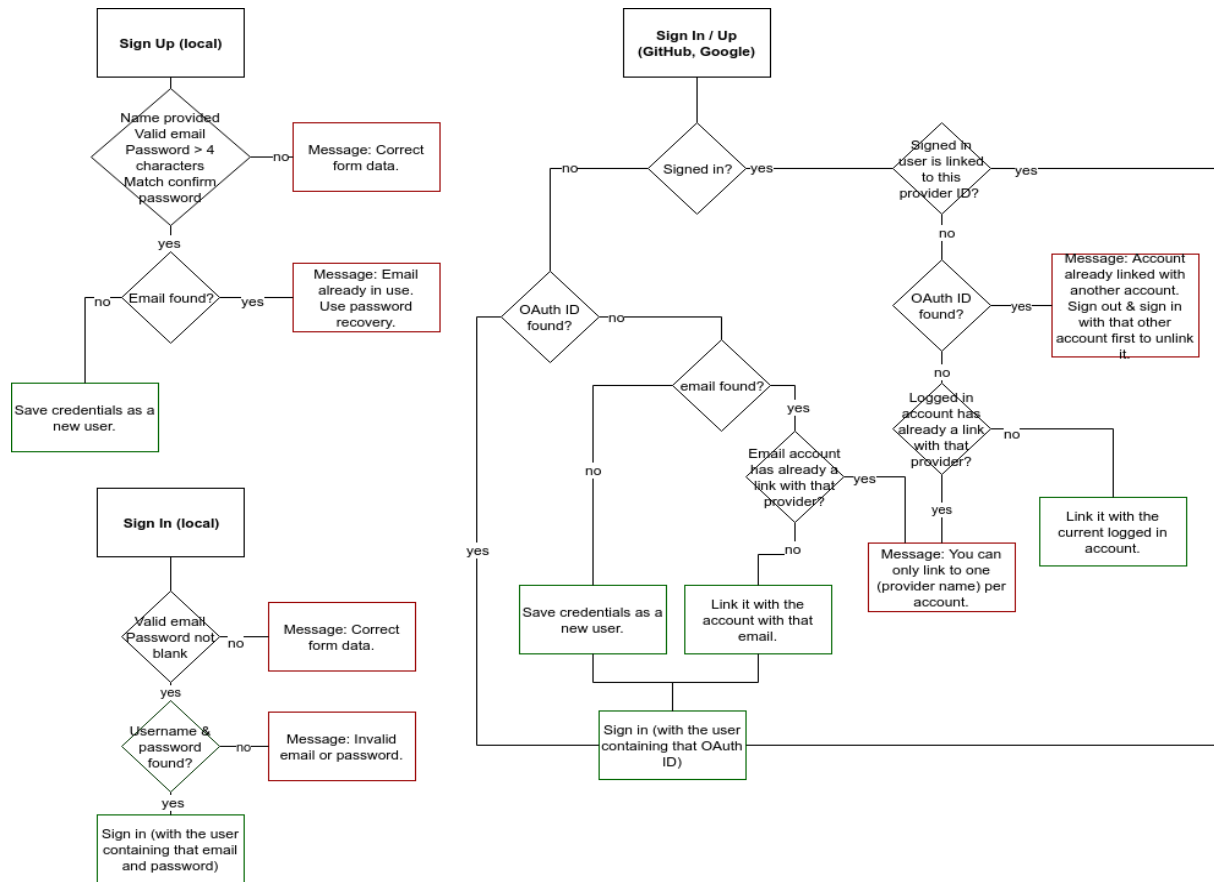 Sign Up (local)
Name provided
Valid email
Password > 4
characters
Match confirm
password
no
Message: Correct
form data.
yes
Email found?
no
yes
Message: Email
already in use.
Use password
recovery.
Save credentials as a
new user.
Sign In (local)
Valid email
Password not
blank
no
Message: Correct
form data.
yes
Username &
password
found?
no
Message: Invalid
email or password.
yes
Sign in (with the user
containing that email
and password)
Sign In / Up
(GitHub, Google)
Signed in?
no
yes
Signed in
user is linked
to this
provider ID?
yes
no
OAuth ID
found?
yes
Message: Account
already linked with
another account.
Sign out & sign in
with that other
account first to unlink
it.
no
Logged in
account has
already a link
with that
provider?
no
Link it with the
current logged in
account.
yes
Message: You can
only link to one
(provider name) per
account.
OAuth ID
found?
no
yes
email found?
yes
no
Email account
has already a
link with that
provider?
yes
no
Save credentials as a
new user.
Link it with the
account with that
email.
Sign in (with the user
containing that OAuth
ID)